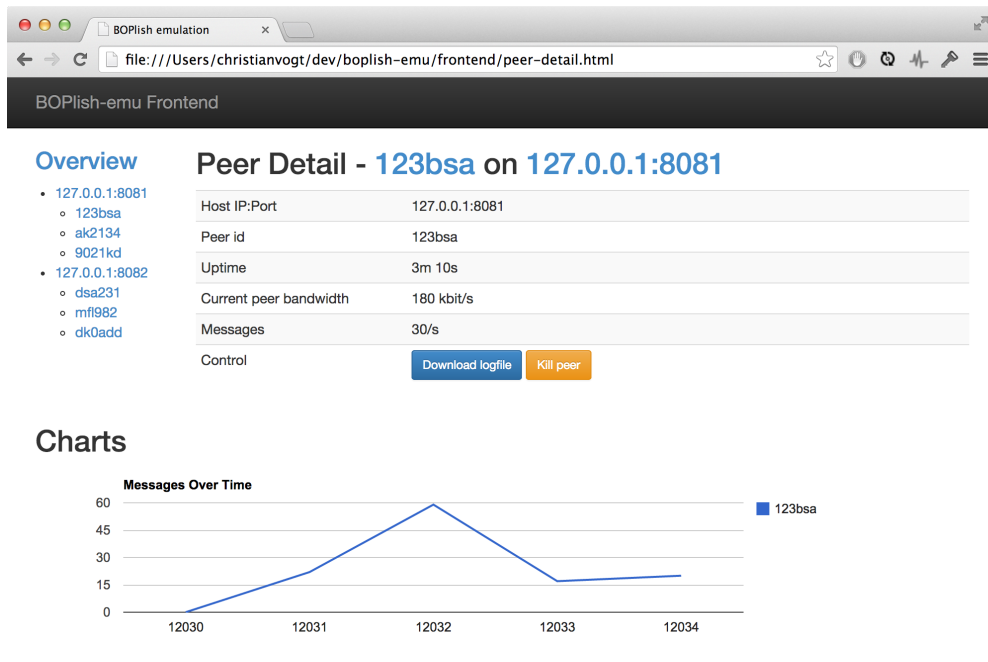 BOPlish emulation
file:///Users/christianvogt/dev/boplish-emu/frontend/peer-detail.html
BOPlish-emu Frontend
Overview
127.0.0.1:8081
123bsa
ak2134
9021kd
127.0.0.1:8082
dsa231
mfl982
dk0add
Peer Detail - 123bsa on 127.0.0.1:8081
Host IP:Port 127.0.0.1:8081
Peer id 123bsa
Uptime 3m 10s
Current peer bandwidth 180 kbit/s
Messages 30/s
Control Download logfile Kill peer
Charts
Messages Over Time
60
45
30
15
0
12030 12031 12032 12033 12034
123bsa